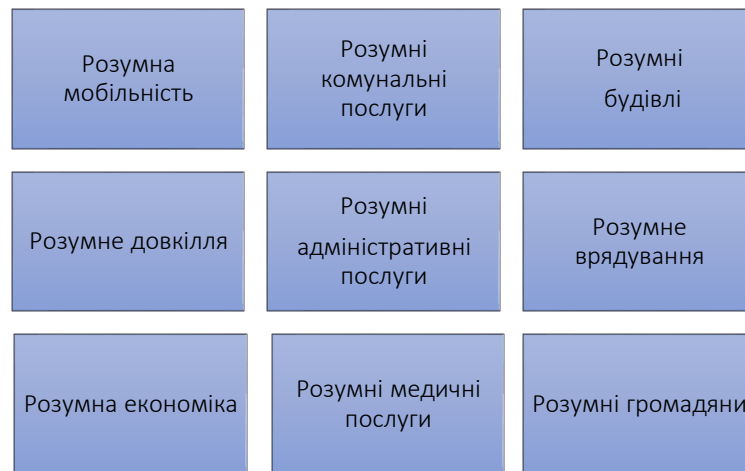 Розумна
мобільність
Розумні
комунальні
послуги
Розумні
будівлі
Розумне довкілля
Розумні
адміністративні
послуги
Розумне
врядування
Розумна економіка
Розумні медичні
послуги
Розумні громадяни